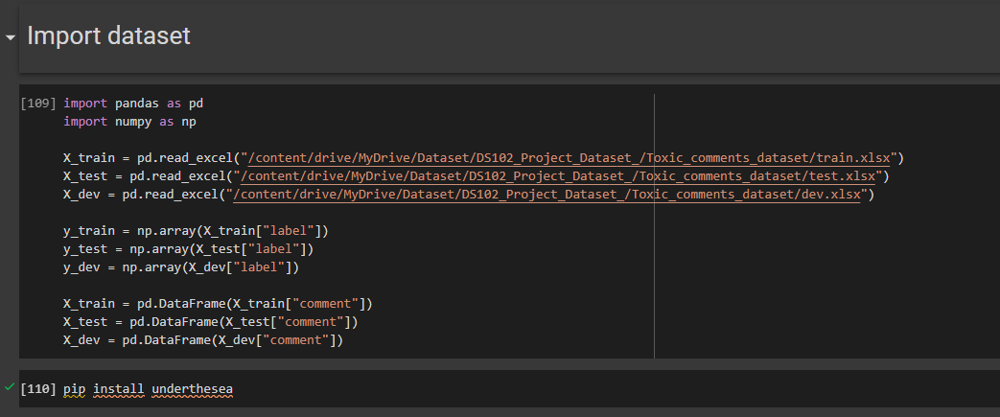 Import dataset
[109] import pandas as pd
import numpy as np
X_train = pd.read_excel("/content/drive/MyDrive/Dataset/DS102_Project_Dataset_/Toxic_comments_dataset/train.xlsx")
X_test = pd.read_excel("/content/drive/MyDrive/Dataset/DS102_Project_Dataset_/Toxic_comments_dataset/test.xlsx")
X_dev = pd.read_excel("/content/drive/MyDrive/Dataset/DS102_Project_Dataset_/Toxic_comments_dataset/dev.xlsx")
y_train = np.array(X_train["label"])
y_test = np.array(X_test["label"])
y_dev = np.array(X_dev["label"])
X_train = pd.DataFrame(X_train["comment"])
X_test = pd.DataFrame(X_test["comment"])
X_dev = pd.DataFrame(X_dev["comment"])
[110] pip install underthesea